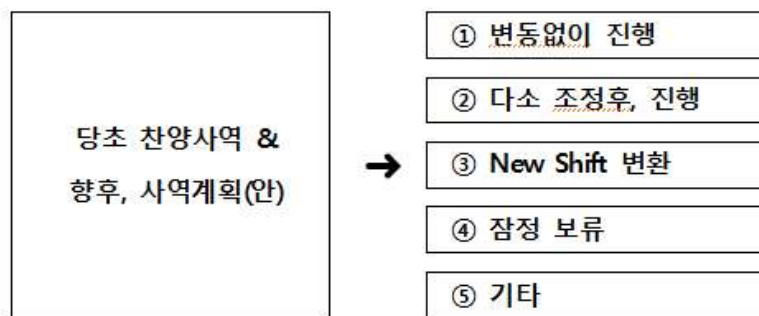 당초 찬양사역 &
향후, 사역계획(안)
➔
① 변동없이 진행
② 다소 조정후, 진행
③ New Shift 변환
④ 잠정 보류
⑤ 기타